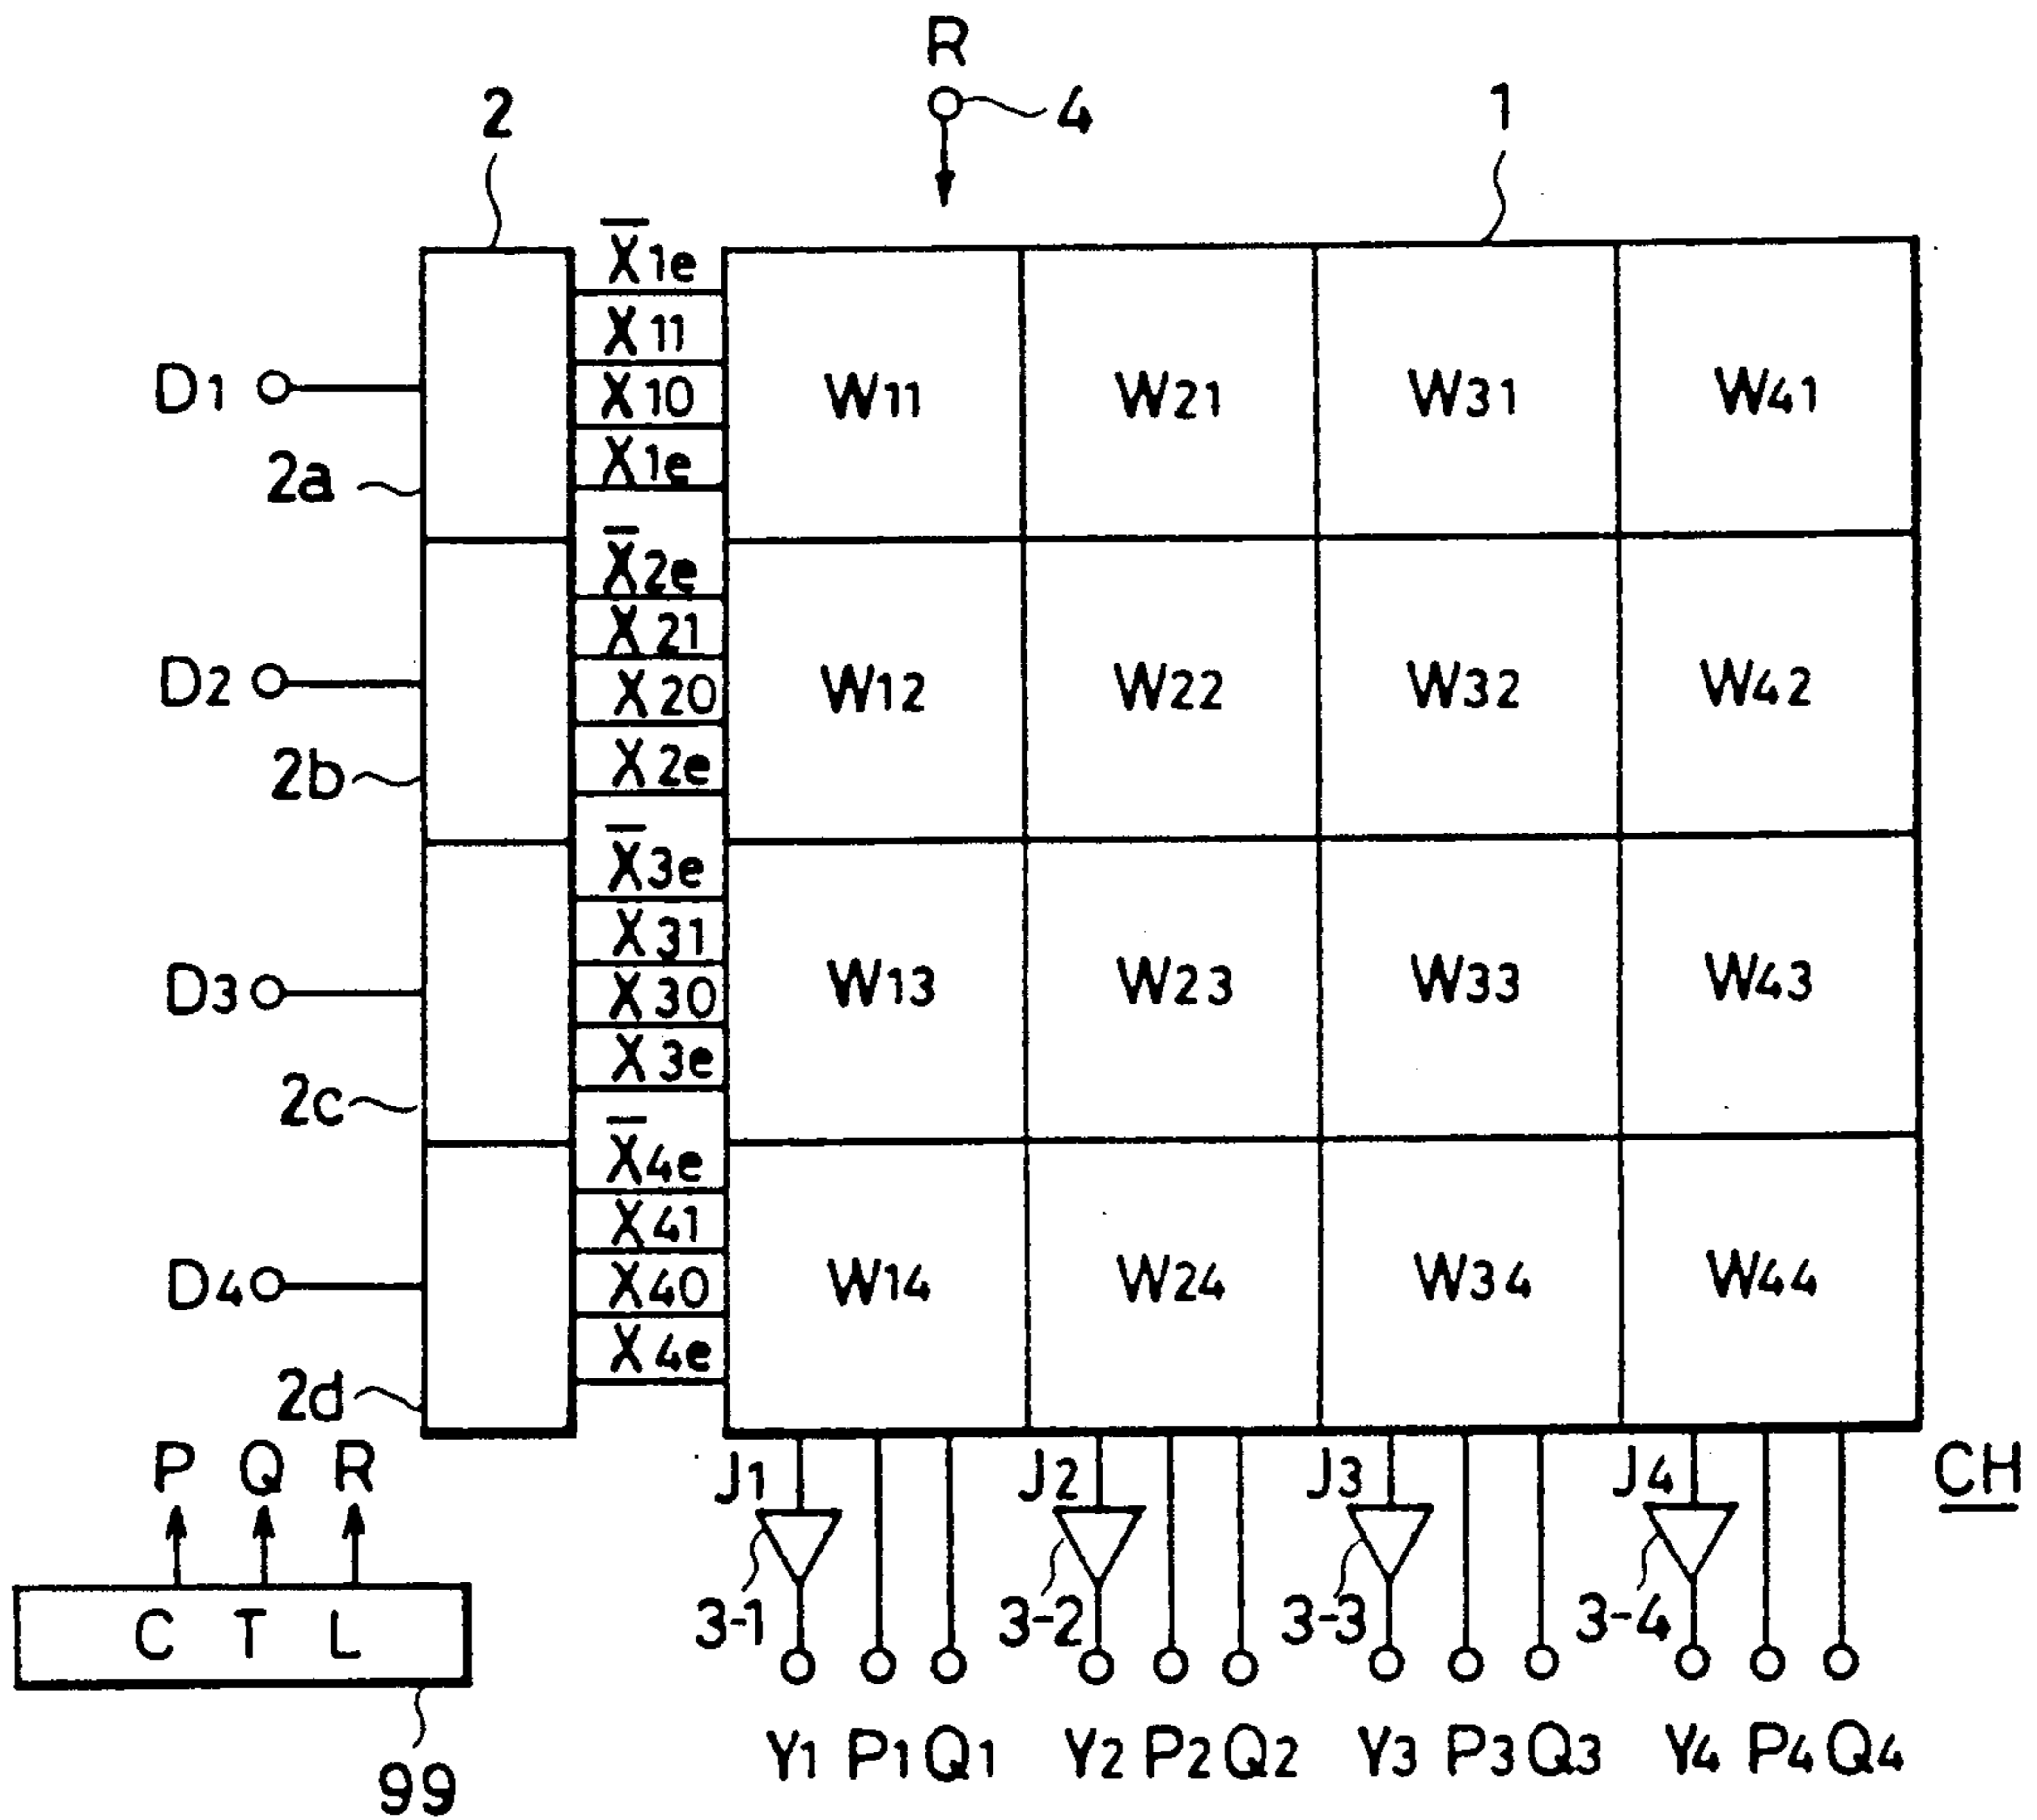 R
4
2
1
X̅1e
X11
D1
X10
W11 W21 W31 W41
X1e
2a
X̅2e
X21
D2
X20
W12 W22 W32 W42
X2e
2b
X̅3e
X31
D3
X30
W13 W23 W33 W43
X3e
2c
X̅4e
X41
D4
X40
W14 W24 W34 W44
X4e
2d
P Q R
J1 J2 J3 J4
CH
3-1 3-2 3-3 3-4
C T L
Y1 P1 Q1 Y2 P2 Q2 Y3 P3 Q3 Y4 P4 Q4
99